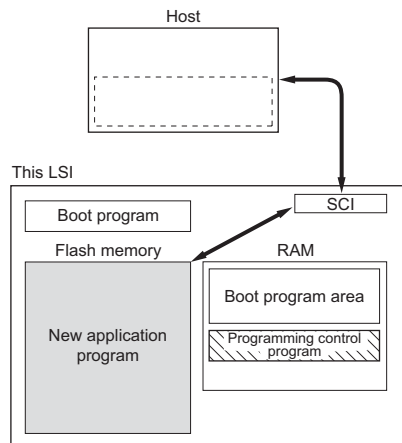 Host
This LSI
SCI
Boot program
Flash memory
RAM
Boot program area
New application
program
Programming control
program